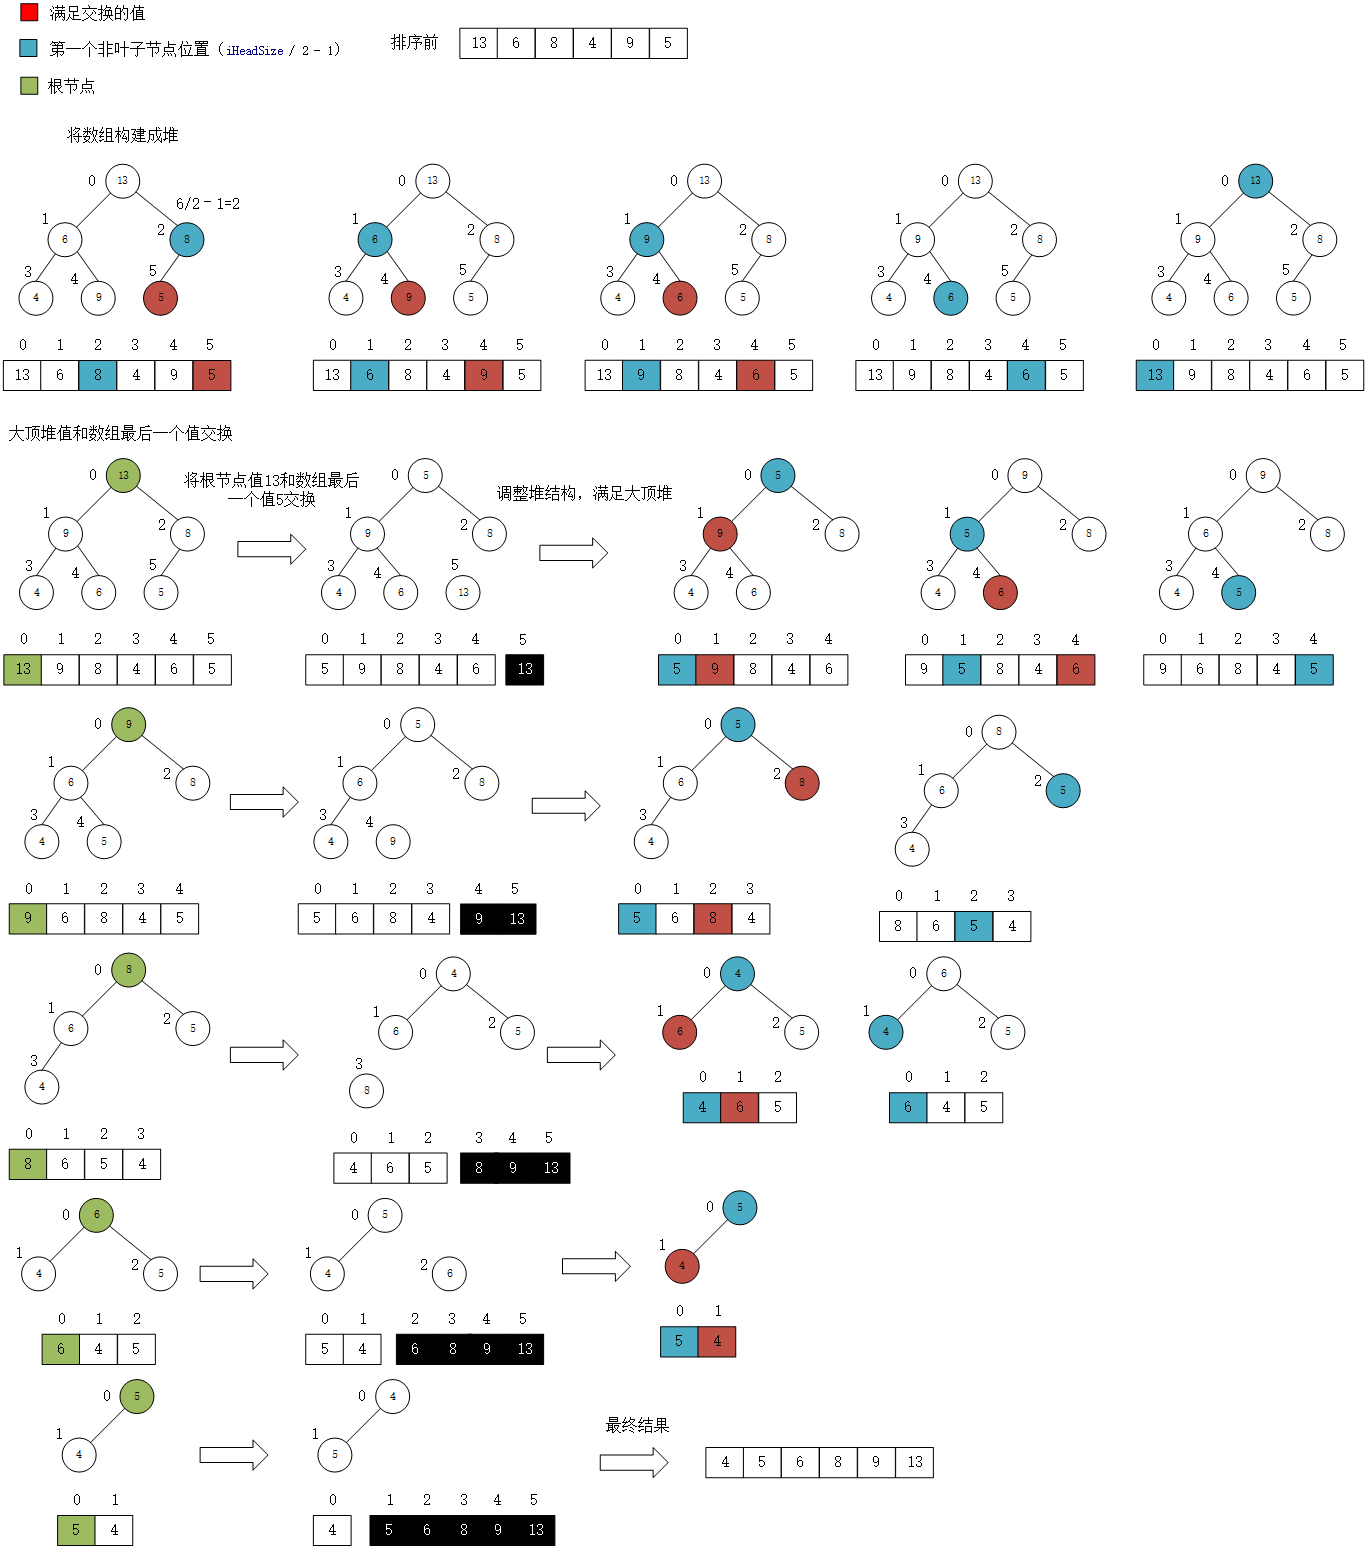 满足交换的值
第一个非叶子节点位置（iHeadSize / 2 - 1）
根节点
排序前 13 6 8 4 9 5
将数组构建成堆
0 13 0 13 0 13 0 13 0 13
6/2-1=2
1 6 2 8 1 6 2 8 1 9 2 8 1 9 2 8 1 9 2 8
3 4 4 9 5 5 3 4 4 9 5 5 3 4 4 6 5 5 3 4 4 6 5 5 3 4 4 6 5 5
0 1 2 3 4 5 0 1 2 3 4 5 0 1 2 3 4 5 0 1 2 3 4 5 0 1 2 3 4 5
13 6 8 4 9 5 13 6 8 4 9 5 13 9 8 4 6 5 13 9 8 4 6 5 13 9 8 4 6 5
大顶堆值和数组最后一个值交换
0 13 0 5 0 5 0 9 0 9
将根节点值13和数组最后
一个值5交换
调整堆结构，满足大顶堆
1 9 2 8 1 9 2 8 1 9 2 8 1 5 2 8 1 6 2 8
3 4 4 6 5 5 3 4 4 6 5 13 3 4 4 6 3 4 4 6 3 4 4 5
0 1 2 3 4 5 0 1 2 3 4 5 0 1 2 3 4 0 1 2 3 4 0 1 2 3 4
13 9 8 4 6 5 5 9 8 4 6 13 5 9 8 4 6 9 5 8 4 6 9 6 8 4 5
0 9 0 5 0 5 0 8
1 6 2 8 1 6 2 8 1 6 2 8 1 6 2 5
3 4 4 5 3 4 4 9 3 4 3 4
0 1 2 3 4 0 1 2 3 4 5 0 1 2 3 0 1 2 3
9 6 8 4 5 5 6 8 4 9 13 5 6 8 4 8 6 5 4
0 8 0 4 0 4 0 6
1 6 2 5 1 6 2 5 1 6 2 5 1 4 2 5
3 4 3 8
0 1 2 0 1 2
4 6 5 6 4 5
0 1 2 3 0 1 2 3 4 5
8 6 5 4 4 6 5 8 9 13
0 6 0 5 0 5
1 4 2 5 1 4 2 6 1 4
0 1 2 0 1 2 3 4 5 0 1
6 4 5 5 4 6 8 9 13 5 4
0 5 0 4
1 4 1 5
最终结果
4 5 6 8 9 13
0 1 0 1 2 3 4 5
5 4 4 5 6 8 9 13